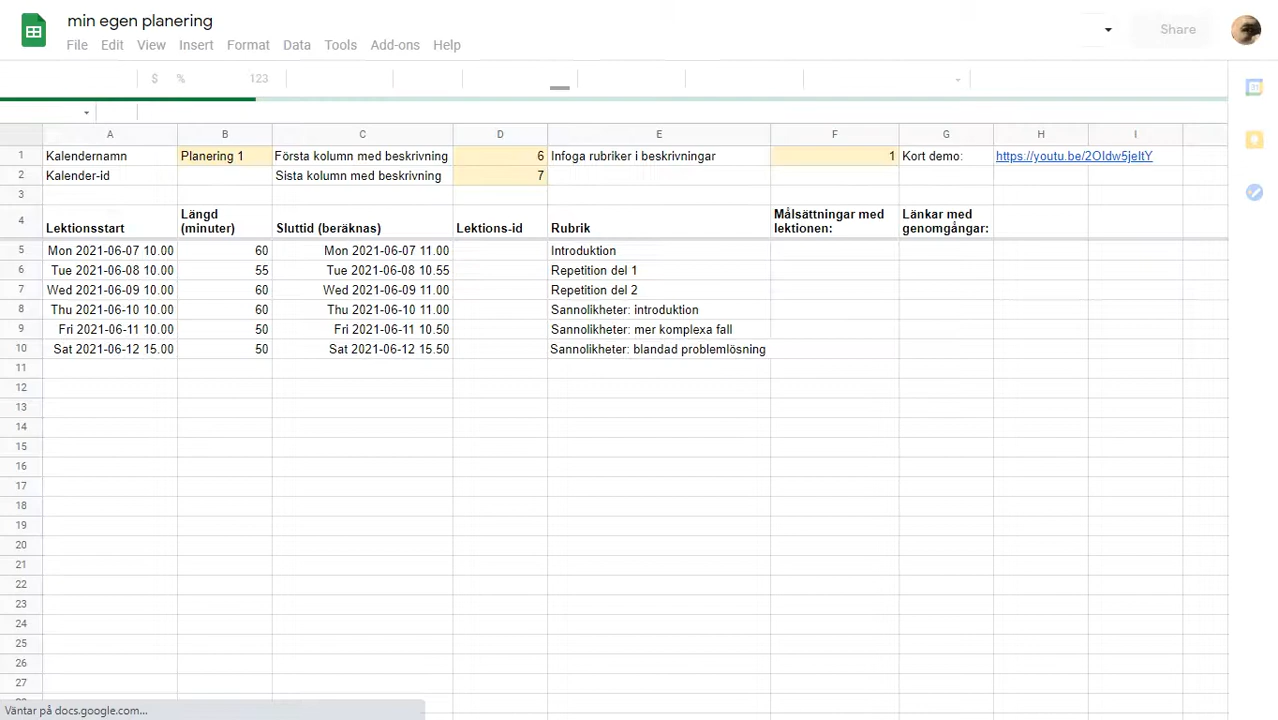 min egen planering
File Edit View Insert Format Data Tools Add-ons Help
Share
$ % 123
A B C D E F G H I
1 Kalendernamn Planering 1 Första kolumn med beskrivning 6 Infoga rubriker i beskrivningar 1 Kort demo: https://youtu.be/2OIdw5jeItY
2 Kalender-id Sista kolumn med beskrivning 7
3
4 Lektionsstart Längd (minuter) Sluttid (beräknas) Lektions-id Rubrik Målsättningar med lektionen: Länkar med genomgångar:
5 Mon 2021-06-07 10.00 60 Mon 2021-06-07 11.00 Introduktion
6 Tue 2021-06-08 10.00 55 Tue 2021-06-08 10.55 Repetition del 1
7 Wed 2021-06-09 10.00 60 Wed 2021-06-09 11.00 Repetition del 2
8 Thu 2021-06-10 10.00 60 Thu 2021-06-10 11.00 Sannolikheter: introduktion
9 Fri 2021-06-11 10.00 50 Fri 2021-06-11 10.50 Sannolikheter: mer komplexa fall
10 Sat 2021-06-12 15.00 50 Sat 2021-06-12 15.50 Sannolikheter: blandad problemlösning
11
12
13
14
15
16
17
18
19
20
21
22
23
24
25
26
27
Väntar på docs.google.com...